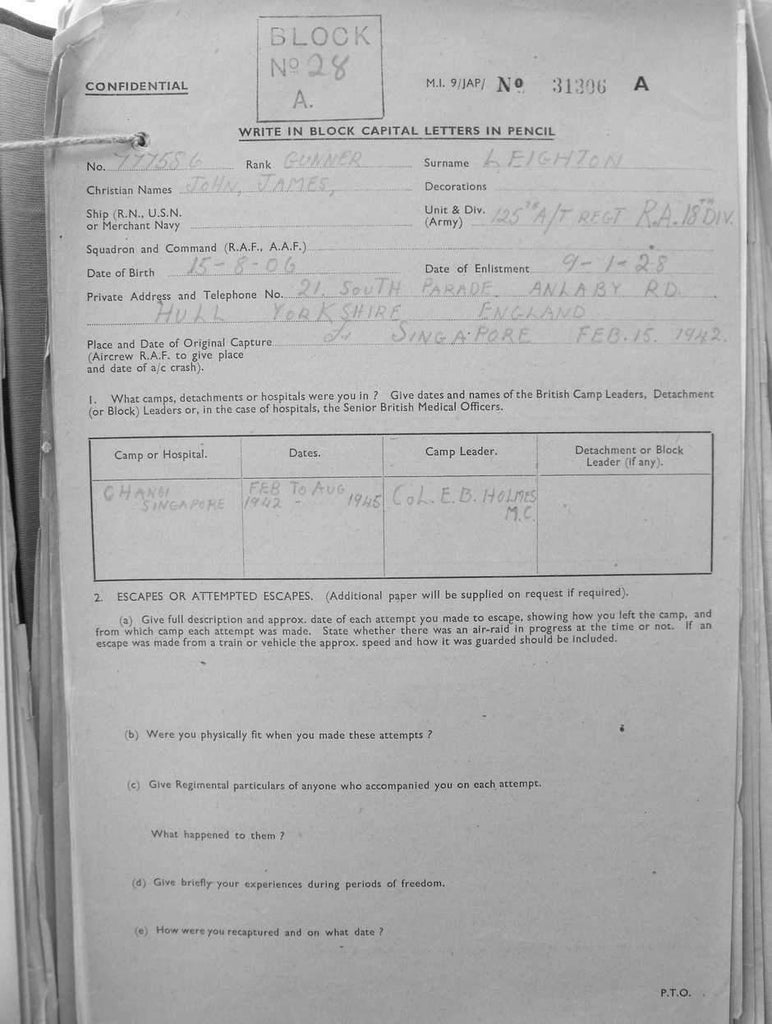 BLOCK
Nº 28
A.
CONFIDENTIAL
M.I. 9/JAP/ Nº 31306 A
WRITE IN BLOCK CAPITAL LETTERS IN PENCIL
No. 777586 Rank GUNNER Surname LEIGHTON
Christian Names JOHN, JAMES, Decorations
Ship (R.N., U.S.N. or Merchant Navy
Unit & Div. (Army) 125TH A/T REGT R.A. 18TH DIV.
Squadron and Command (R.A.F., A.A.F.)
Date of Birth 15-8-06 Date of Enlistment 9-1-28
Private Address and Telephone No. 21, SOUTH PARADE ANLABY RD.
HULL YORKSHIRE ENGLAND
Place and Date of Original Capture SINGAPORE FEB. 15. 1942.
(Aircrew R.A.F. to give place
and date of a/c crash).
1. What camps, detachments or hospitals were you in ? Give dates and names of the British Camp Leaders, Detachment
(or Block) Leaders or, in the case of hospitals, the Senior British Medical Officers.
Camp or Hospital. Dates. Camp Leader. Detachment or Block
Leader (if any).
CHANGI FEB TO AUG COL. E.B. HOLMES
SINGAPORE 1942 - 1945 M.C.
2. ESCAPES OR ATTEMPTED ESCAPES. (Additional paper will be supplied on request if required).
(a) Give full description and approx. date of each attempt you made to escape, showing how you left the camp, and
from which camp each attempt was made. State whether there was an air-raid in progress at the time or not. If an
escape was made from a train or vehicle the approx. speed and how it was guarded should be included.
(b) Were you physically fit when you made these attempts ?
(c) Give Regimental particulars of anyone who accompanied you on each attempt.
What happened to them ?
(d) Give briefly your experiences during periods of freedom.
(e) How were you recaptured and on what date ?
P.T.O.